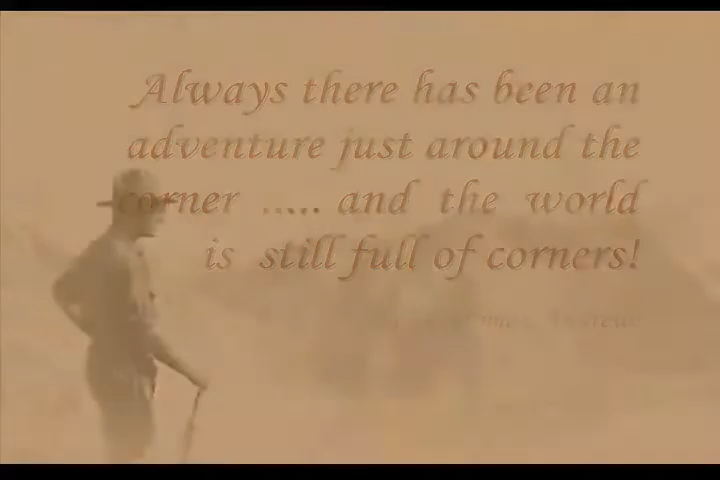 Always there has been an
adventure just around the
corner ..... and the world
is still full of corners!